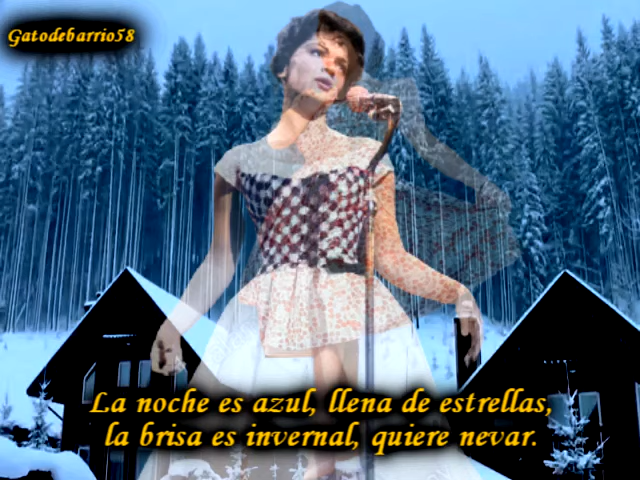 Gatodebarrio58
La noche es azul, llena de estrellas,
la brisa es invernal, quiere nevar.